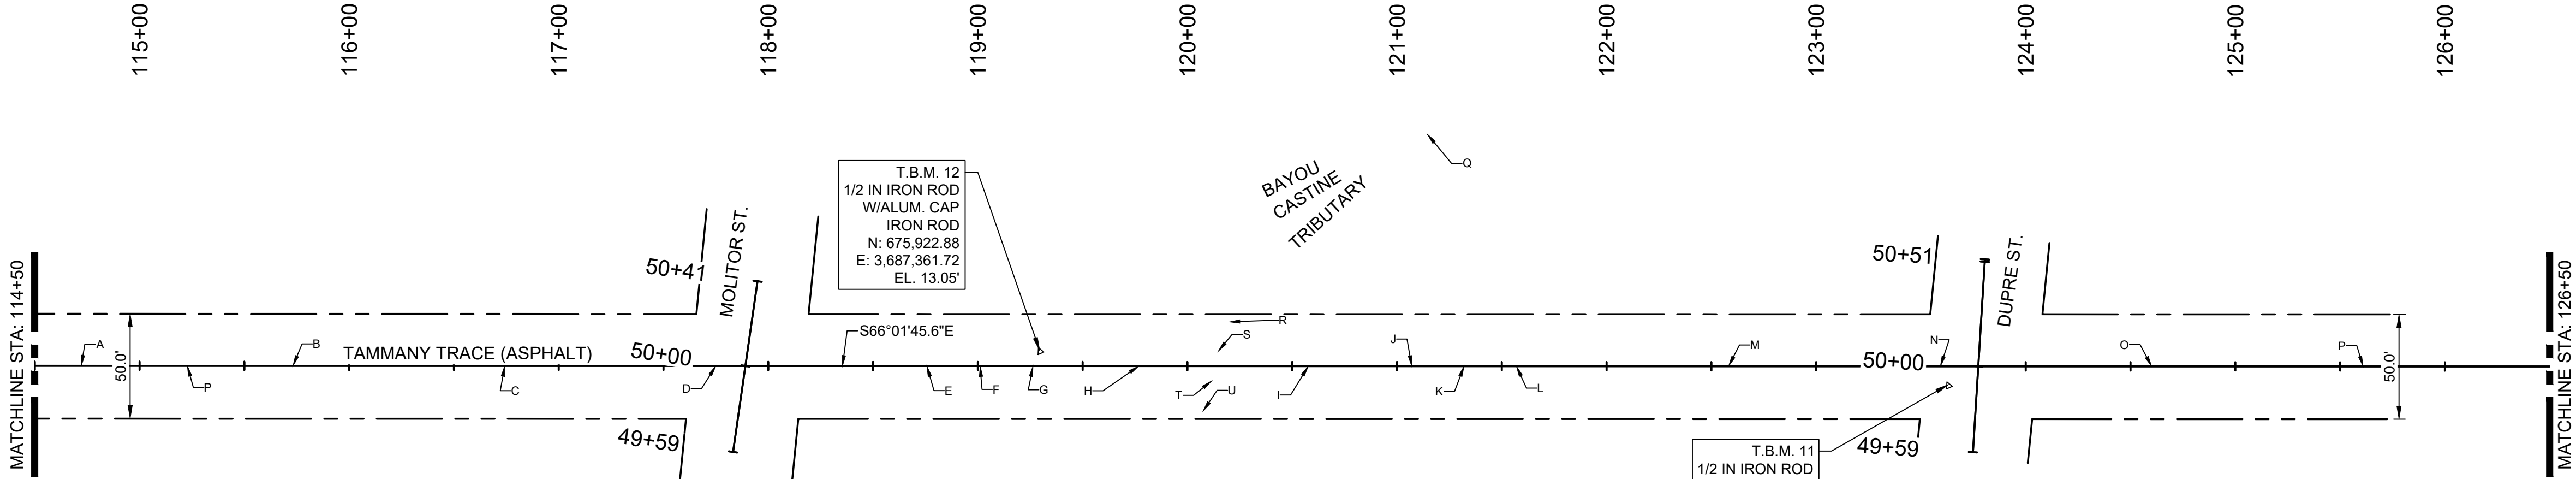 115+00
116+00
117+00
118+00
119+00
120+00
121+00
122+00
123+00
124+00
125+00
126+00
MATCHLINE STA: 114+50
A
50.0'
P
B
TAMMANY TRACE (ASPHALT)
C
50+41
50+00
49+59
D
MOLITOR ST.
S66°01'45.6"E
T.B.M. 12
1/2 IN IRON ROD
W/ALUM. CAP
IRON ROD
N: 675,922.88
E: 3,687,361.72
EL. 13.05'
E
F
G
H
T
U
S
R
I
BAYOU
CASTINE
TRIBUTARY
Q
J
K
L
M
T.B.M. 11
1/2 IN IRON ROD
50+51
50+00
49+59
N
DUPRE ST.
O
P
50.0'
MATCHLINE STA: 126+50